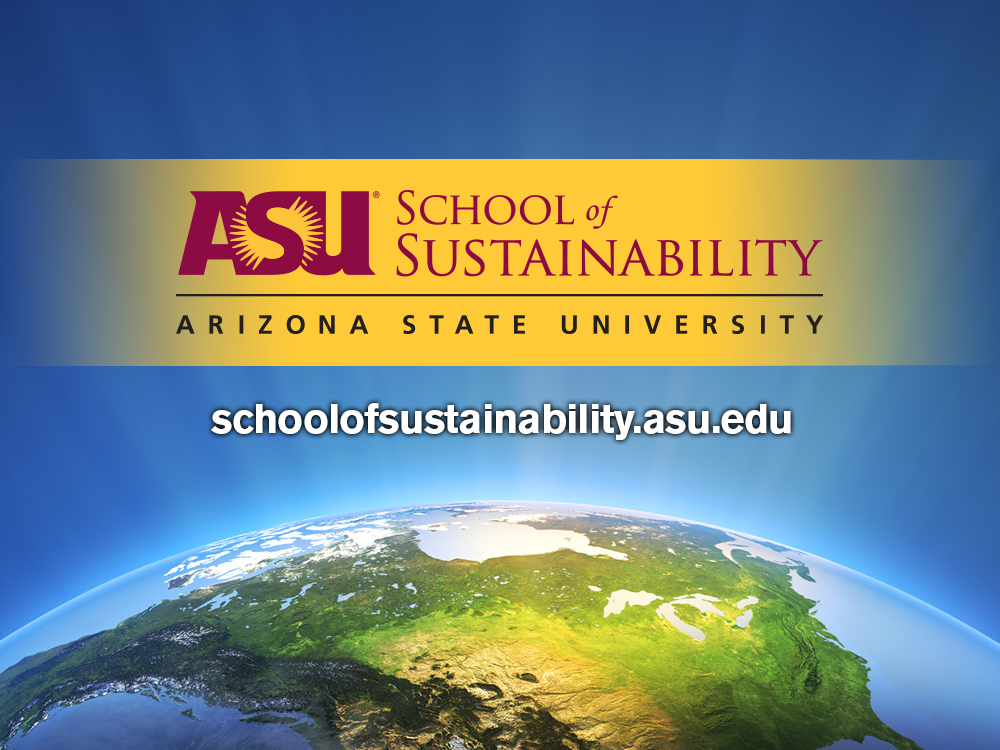 ASU® SCHOOL of
SUSTAINABILITY
ARIZONA STATE UNIVERSITY
schoolofsustainability.asu.edu